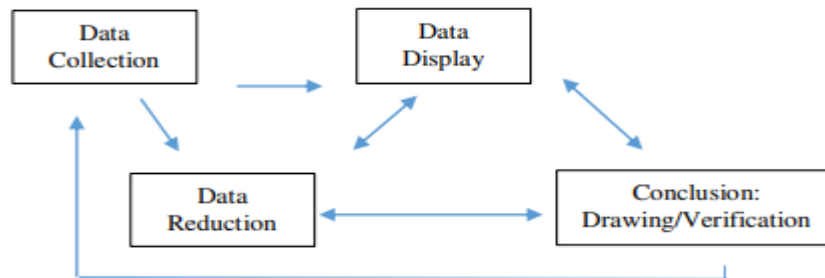 Data
Collection
Data
Display
Data
Reduction
Conclusion:
Drawing/Verification